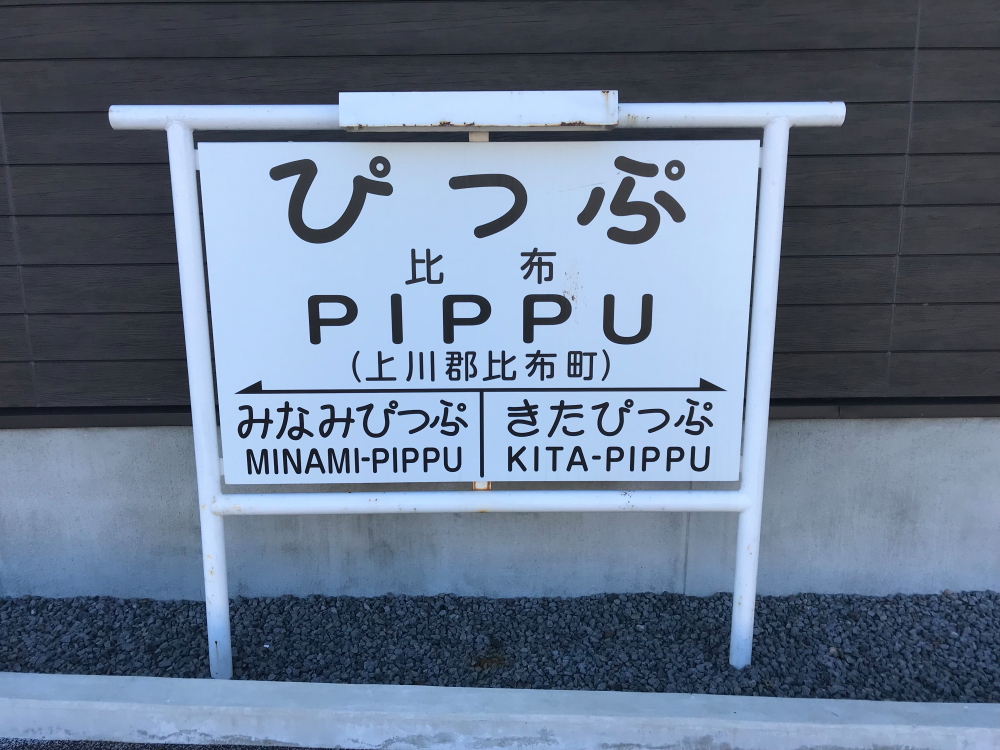 ぴっぷ
比布
PIPPU
(上川郡比布町)
みなみぴっぷ きたぴっぷ
MINAMI-PIPPU KITA-PIPPU